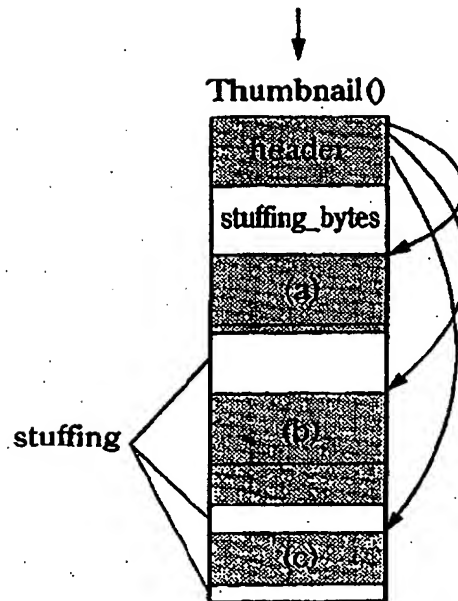 Thumbnail()
header
stuffing_bytes
(a)
(b)
stuffing
(c)